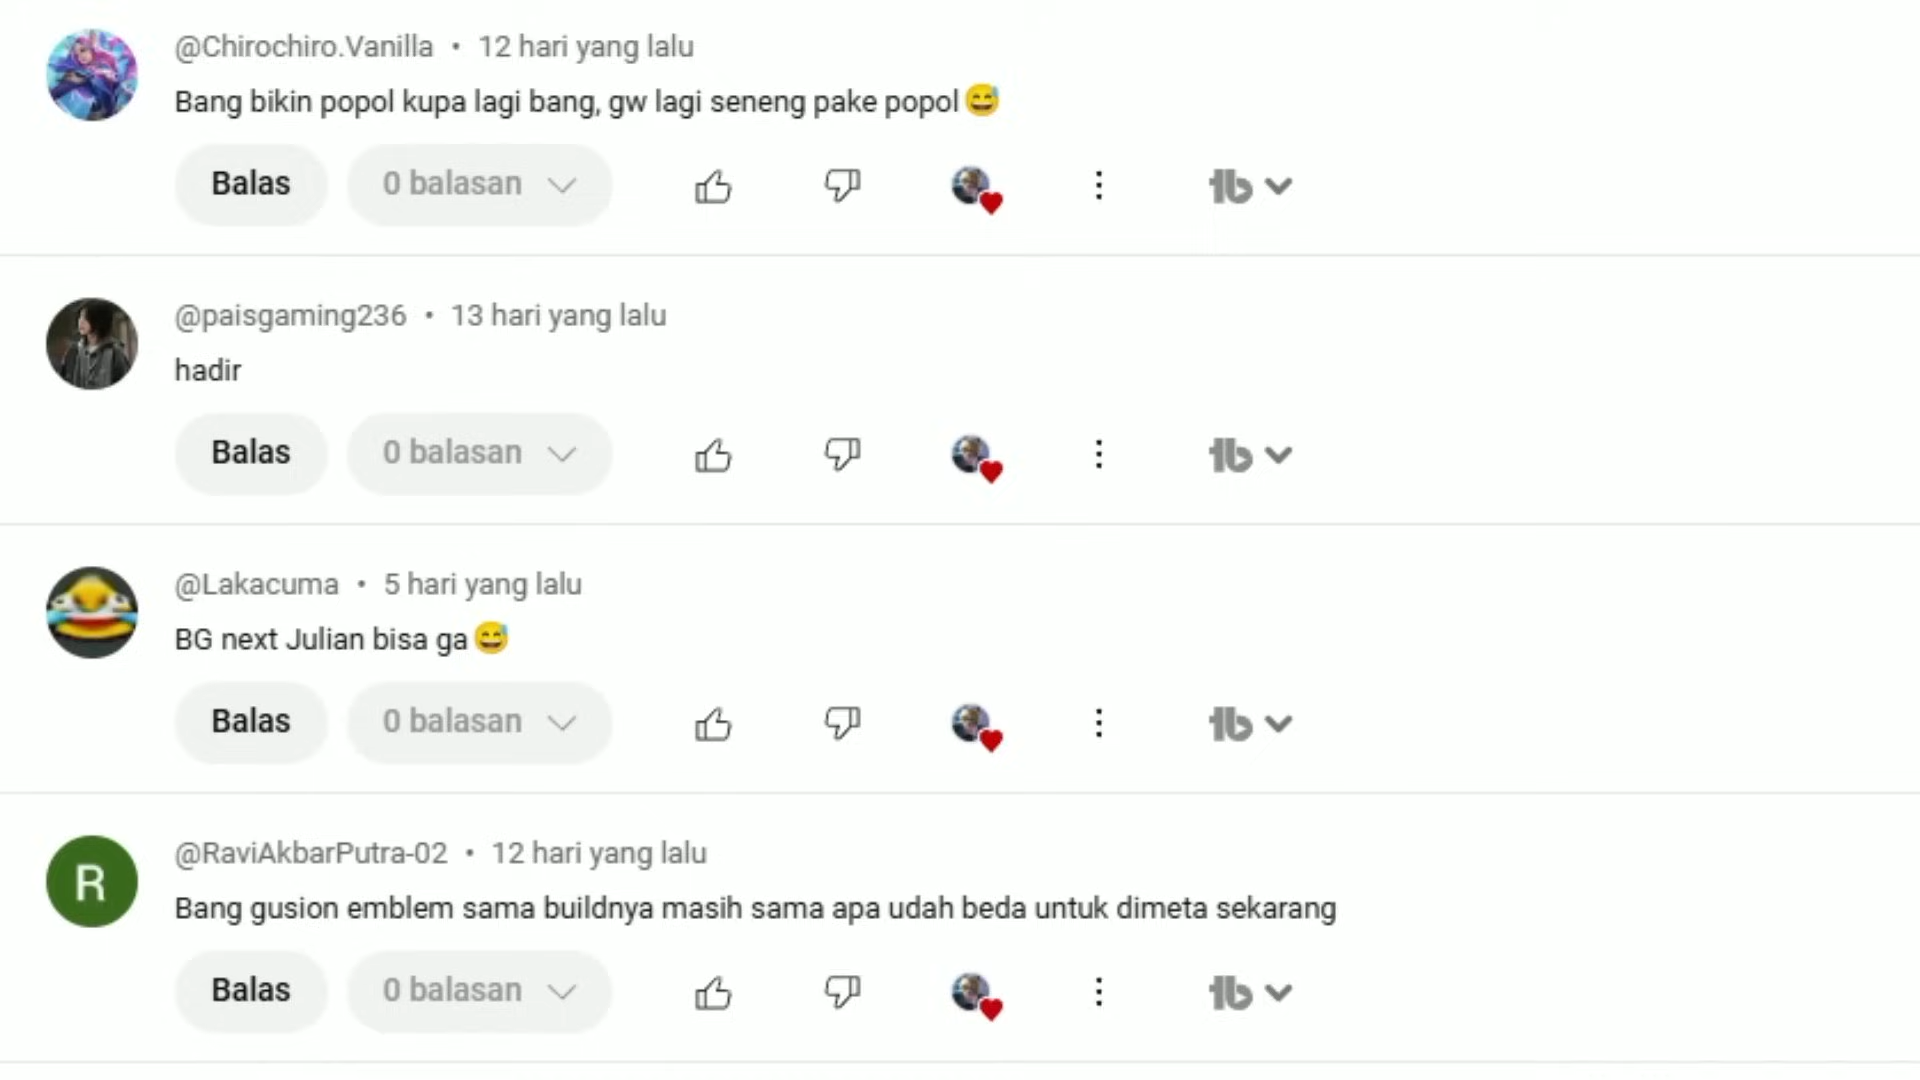 @Chirochiro.Vanilla • 12 hari yang lalu
Bang bikin popol kupa lagi bang, gw lagi seneng pake popol😅
Balas 0 balasan
@paisgaming236 • 13 hari yang lalu
hadir
Balas 0 balasan
@Lakacuma • 5 hari yang lalu
BG next Julian bisa ga😅
Balas 0 balasan
R
@RaviAkbarPutra-02 • 12 hari yang lalu
Bang gusion emblem sama buildnya masih sama apa udah beda untuk dimeta sekarang
Balas 0 balasan